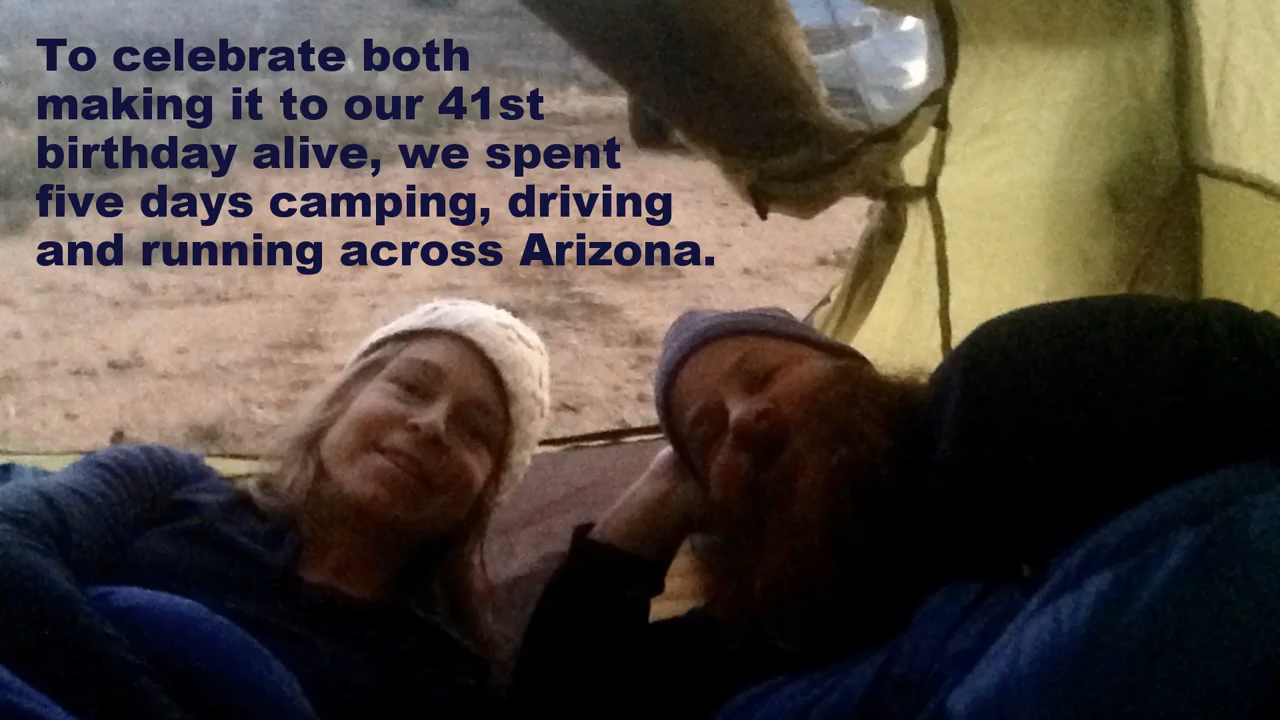 To celebrate both
making it to our 41st
birthday alive, we spent
five days camping, driving
and running across Arizona.